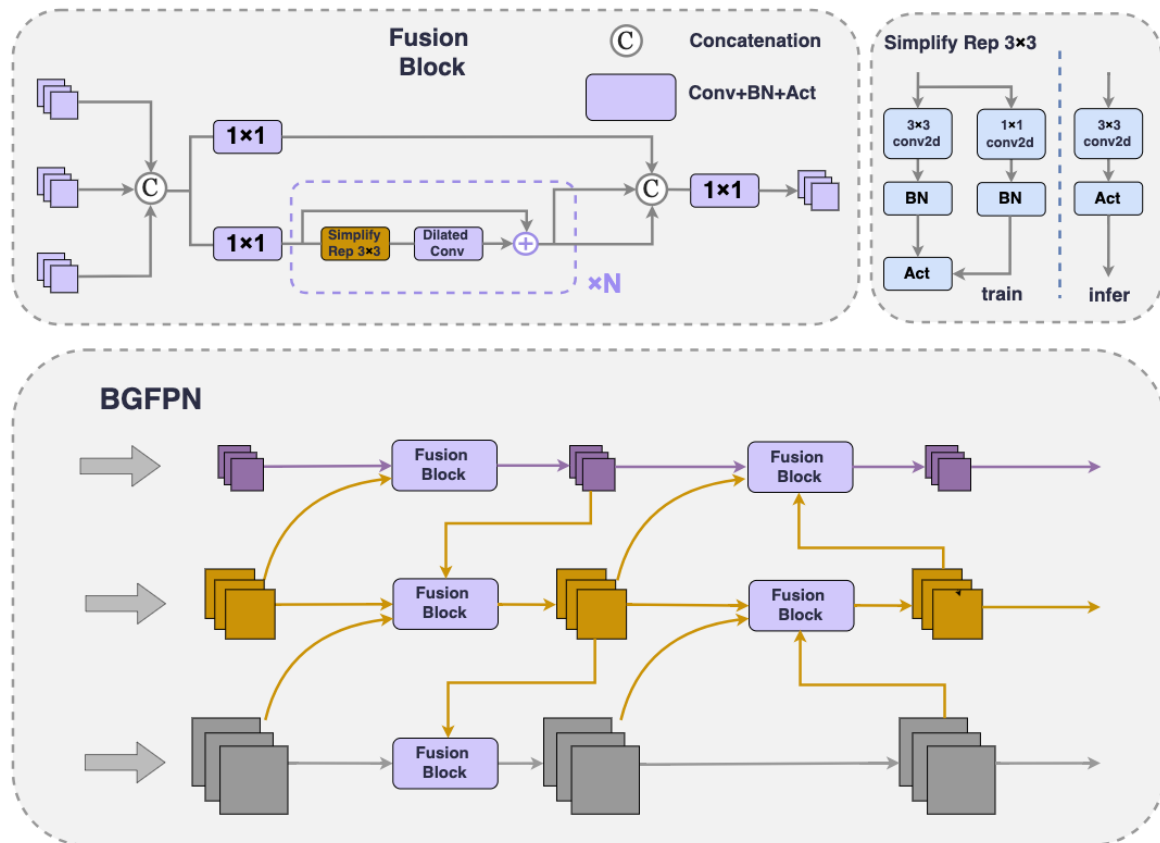 Fusion
Block
C
Concatenation
Conv+BN+Act
1×1
C
C
1×1
1×1
Simplify
Rep 3×3
Dilated
Conv
+
×N
Simplify Rep 3×3
3×3
conv2d
1×1
conv2d
3×3
conv2d
BN
BN
Act
Act
train
infer
BGFPN
Fusion
Block
Fusion
Block
Fusion
Block
Fusion
Block
Fusion
Block